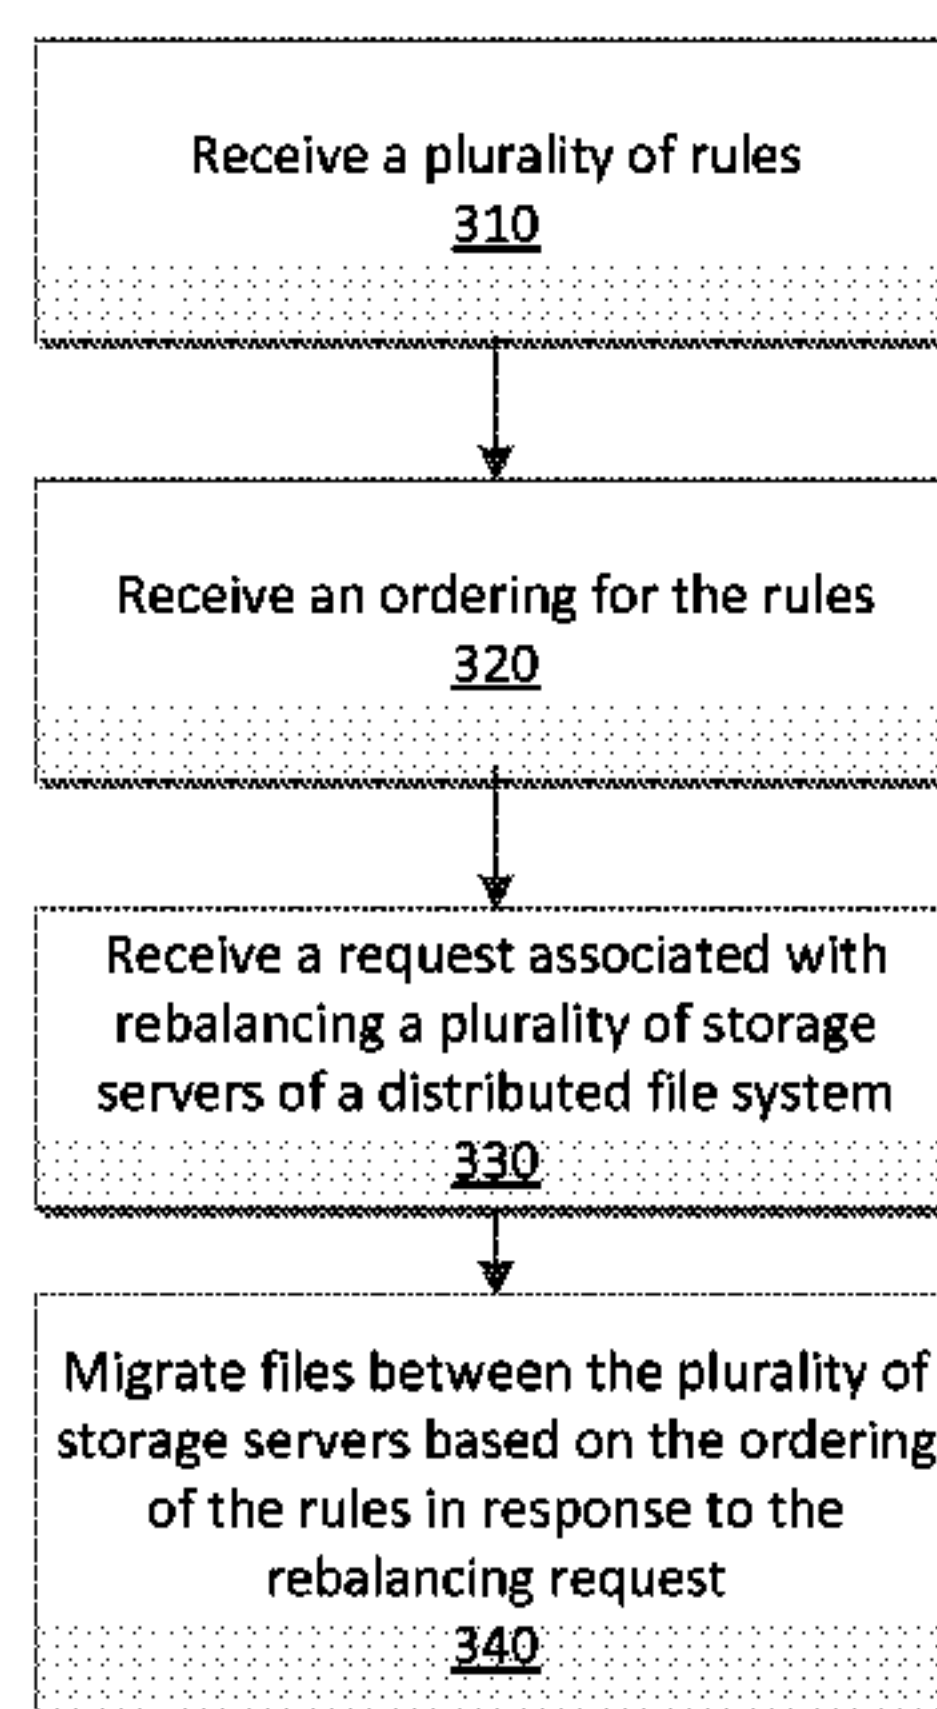 Receive a plurality of rules
310
Receive an ordering for the rules
320
Receive a request associated with
rebalancing a plurality of storage
servers of a distributed file system
330
Migrate files between the plurality of
storage servers based on the ordering
of the rules in response to the
rebalancing request
340